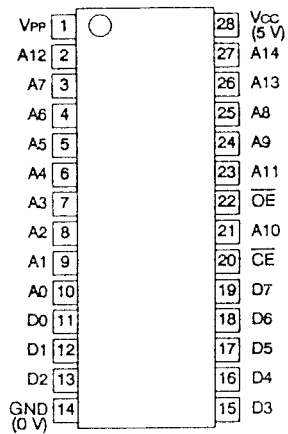 VPP 1 28 VCC (5 V)
A12 2 27 A14
A7 3 26 A13
A6 4 25 A8
A5 5 24 A9
A4 6 23 A11
A3 7 22 OE
A2 8 21 A10
A1 9 20 CE
A0 10 19 D7
D0 11 18 D6
D1 12 17 D5
D2 13 16 D4
GND (0 V) 14 15 D3